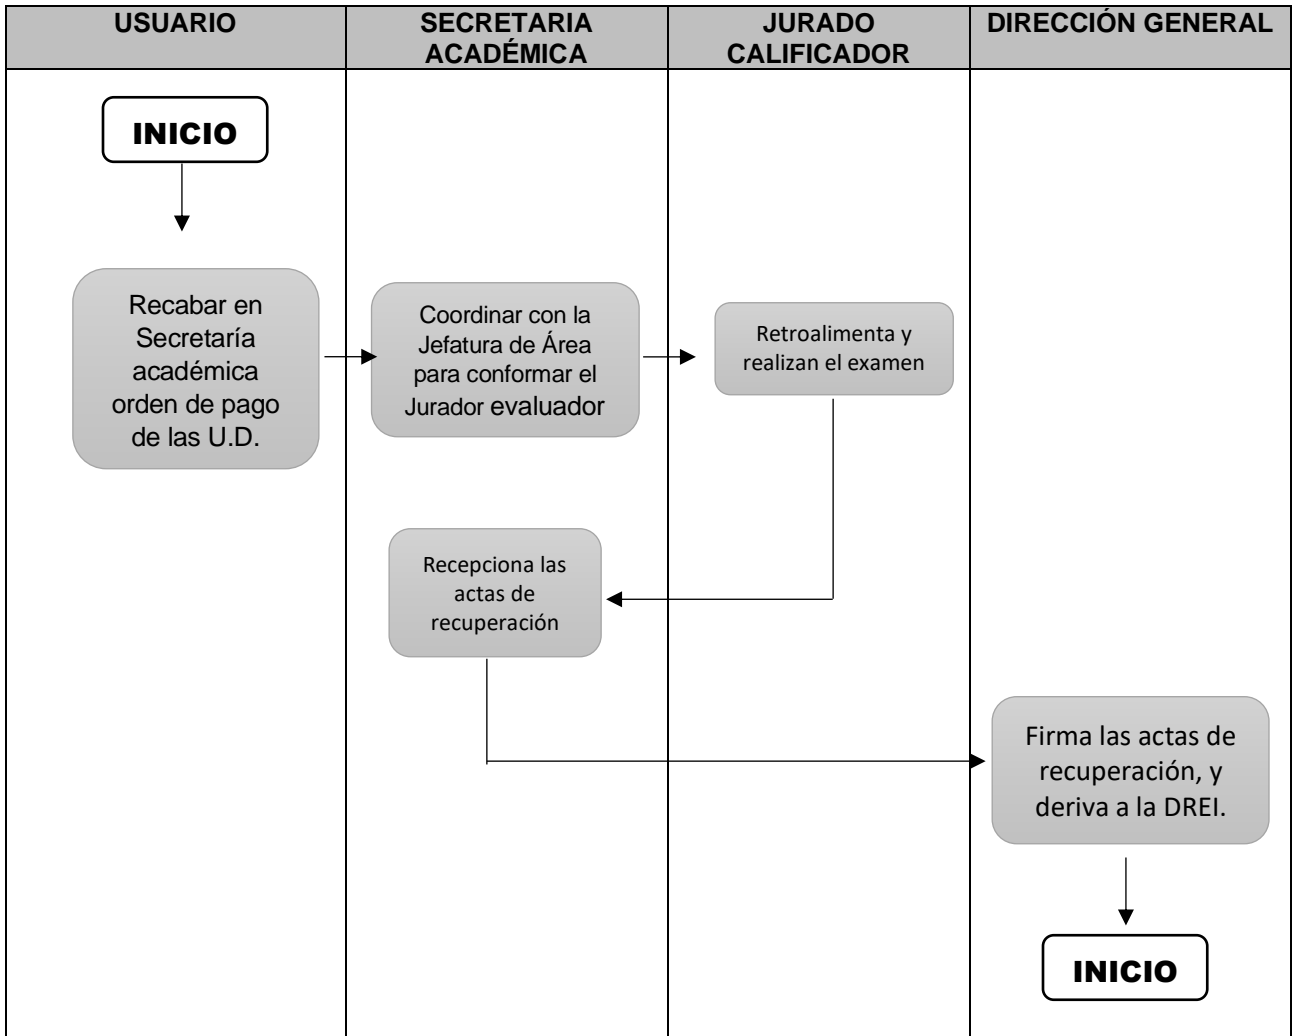 USUARIO
SECRETARIA
ACADÉMICA
JURADO
CALIFICADOR
DIRECCIÓN GENERAL
INICIO
Recabar en
Secretaría
académica
orden de pago
de las U.D.
Coordinar con la
Jefatura de Área
para conformar el
Jurador evaluador
Retroalimenta y
realizan el examen
Recepciona las
actas de
recuperación
Firma las actas de
recuperación, y
deriva a la DREI.
INICIO